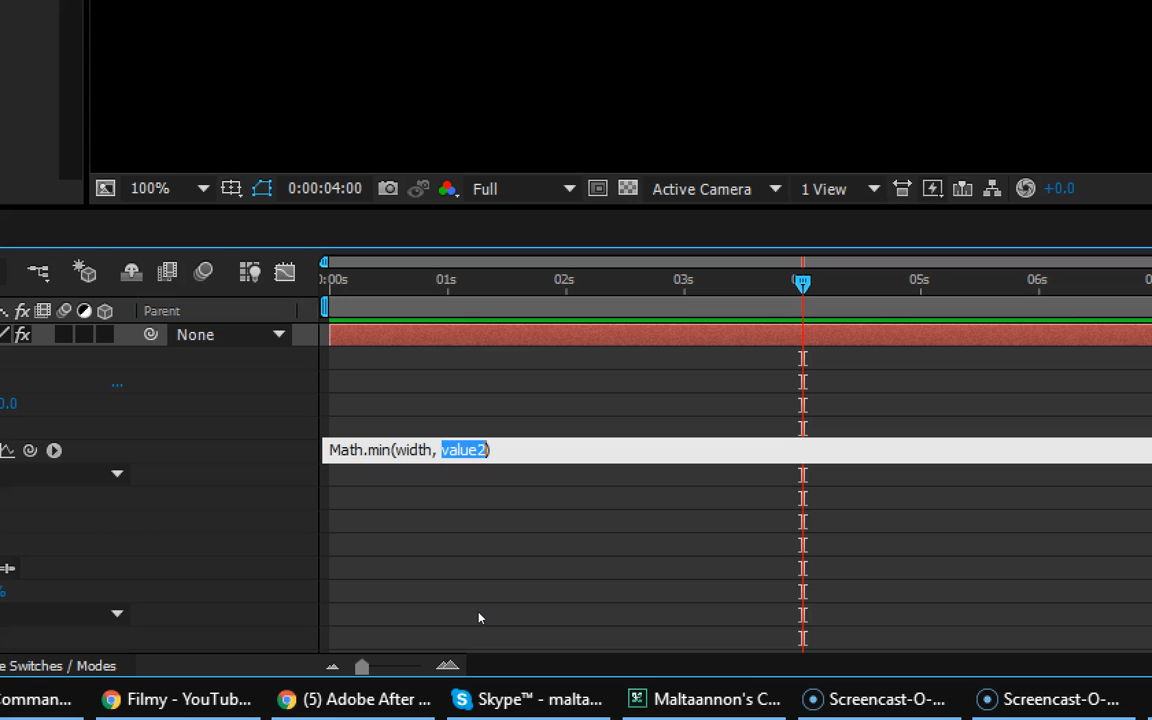 100% 0:00:04:00 Full Active Camera 1 View +0.0
0:00s 01s 02s 03s 05s 06s
fx Parent
fx None
...
0.0
Math.min(width, value2)
%
e Switches / Modes
Comman... Filmy - YouTub... (5) Adobe After ... Skype™ - malta... Maltaannon's C... Screencast-O-... Screencast-O-...